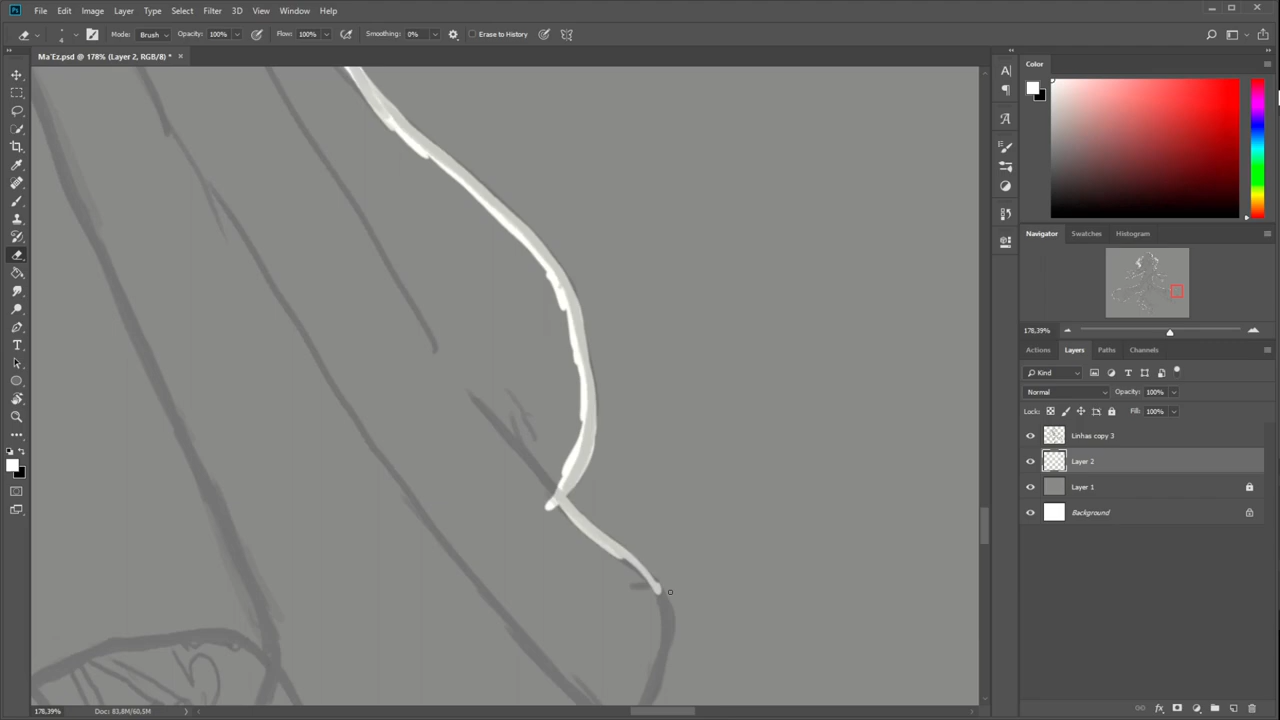 Ps File Edit Image Layer Type Select Filter 3D View Window Help
4 Mode: Brush Opacity: 100% Flow: 100% Smoothing: 0% Erase to History
Ma'Ez.psd @ 178% (Layer 2, RGB/8) *
Color
Navigator Swatches Histogram
178.39%
Actions Layers Paths Channels
Kind
Normal Opacity: 100%
Lock: Fill: 100%
Linhas copy 3
Layer 2
Layer 1
Background
178.39% Doc: 83,8M/60,5M